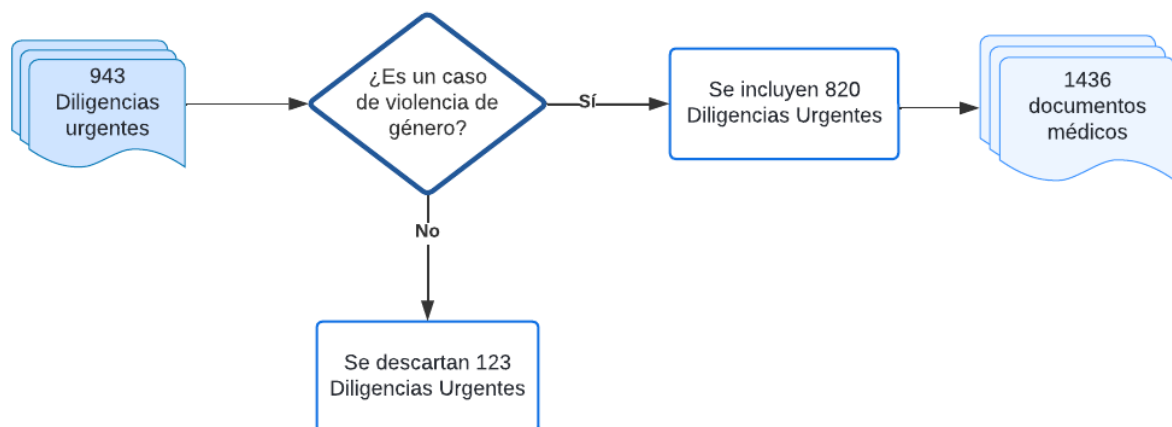 943
Diligencias
urgentes
¿Es un caso
de violencia de
género?
Sí
Se incluyen 820
Diligencias Urgentes
1436
documentos
médicos
No
Se descartan 123
Diligencias Urgentes